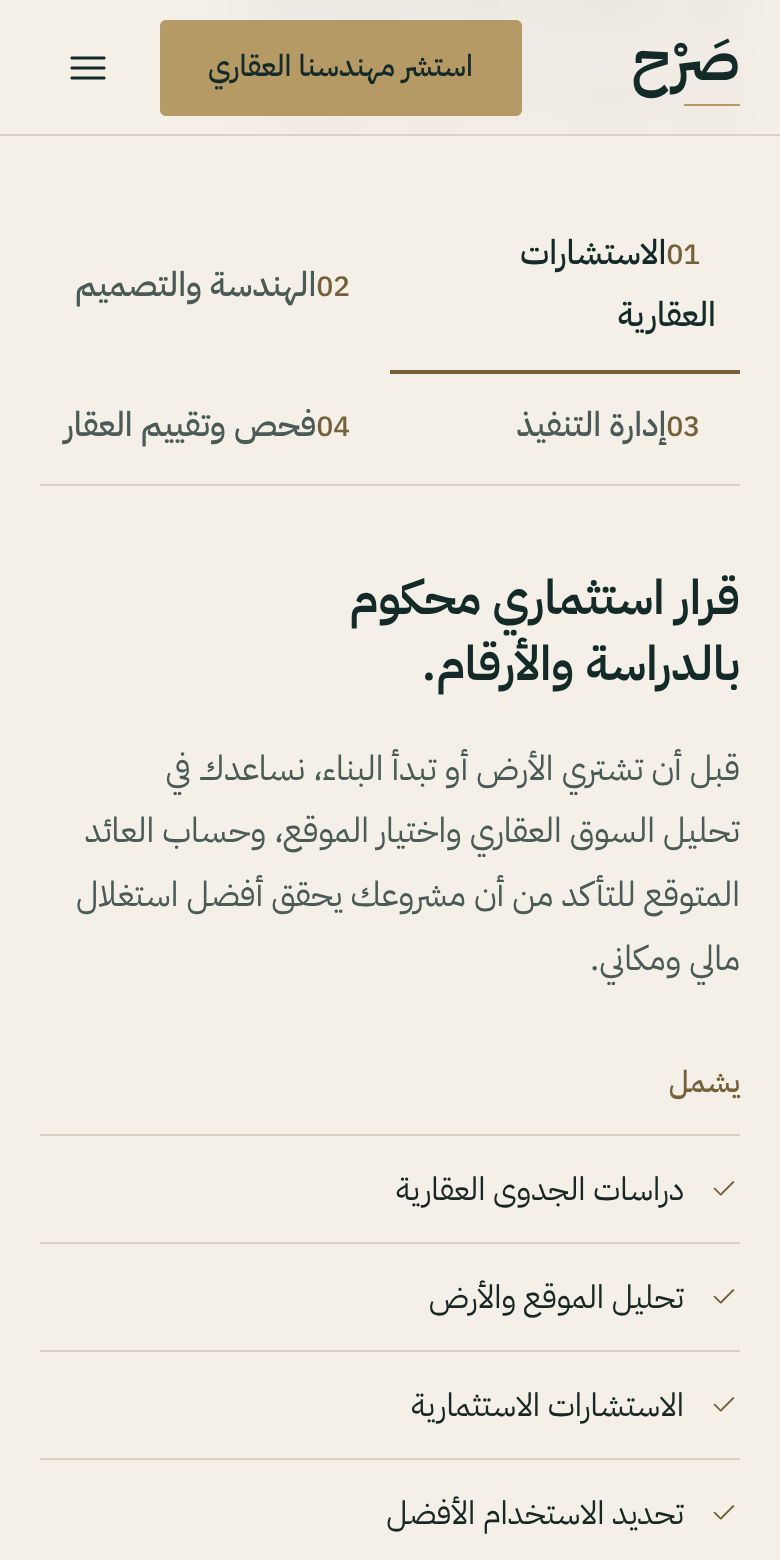 صَرْح
استشر مهندسنا العقاري
01الاستشارات
العقارية
02الهندسة والتصميم
03إدارة التنفيذ
04فحص وتقييم العقار
قرار استثماري محكوم
بالدراسة والأرقام.
قبل أن تشتري الأرض أو تبدأ البناء، نساعدك في
تحليل السوق العقاري واختيار الموقع، وحساب العائد
المتوقع للتأكد من أن مشروعك يحقق أفضل استغلال
مالي ومكاني.
يشمل
دراسات الجدوى العقارية
تحليل الموقع والأرض
الاستشارات الاستثمارية
تحديد الاستخدام الأفضل